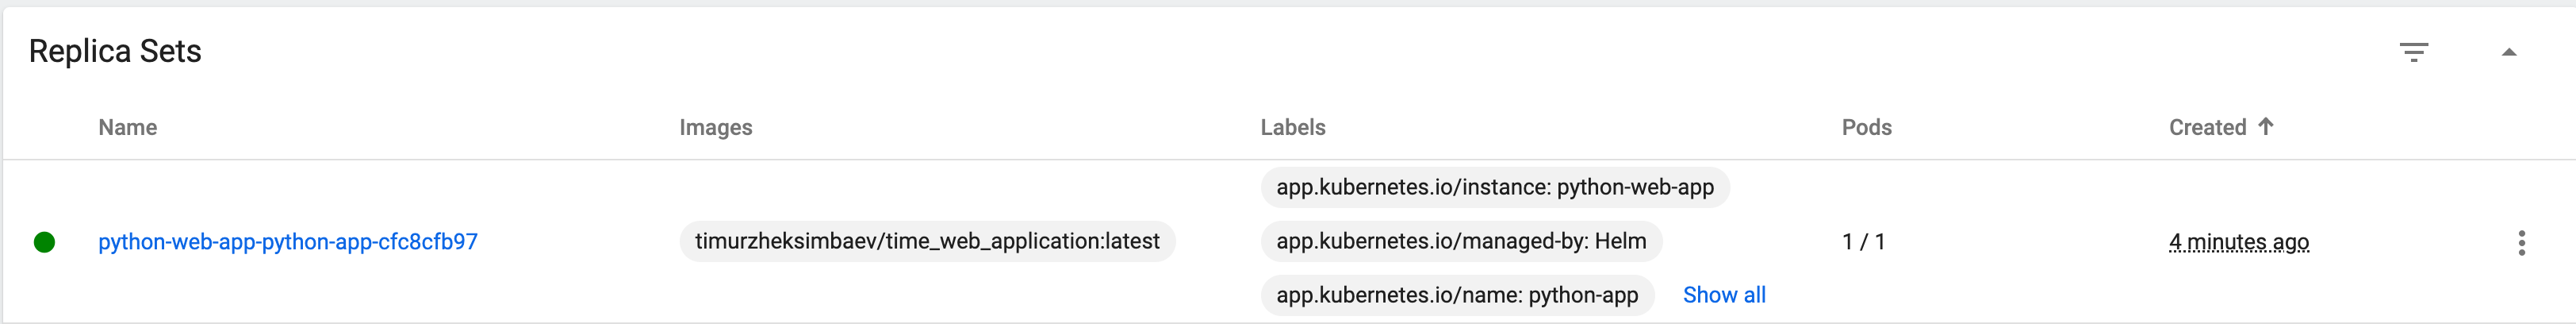 Replica Sets
Name Images Labels Pods Created
app.kubernetes.io/instance: python-web-app
python-web-app-python-app-cfc8cfb97 timurzheksimbaev/time_web_application:latest app.kubernetes.io/managed-by: Helm 1 / 1 4 minutes ago
app.kubernetes.io/name: python-app Show all